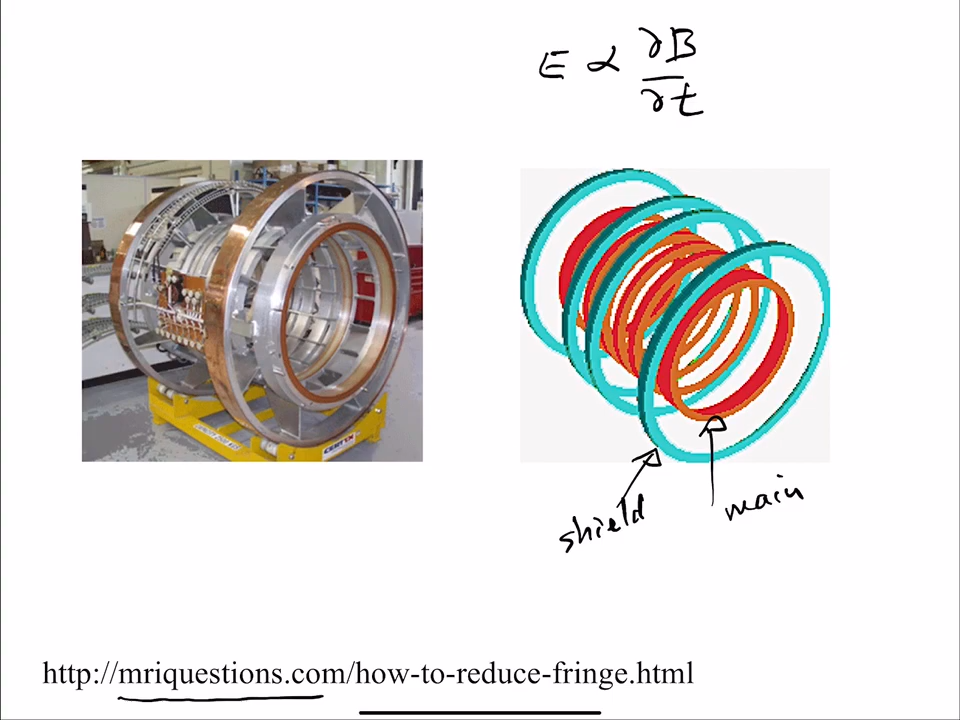 E ∝ ∂B/∂t
shield
main
http://mriquestions.com/how-to-reduce-fringe.html